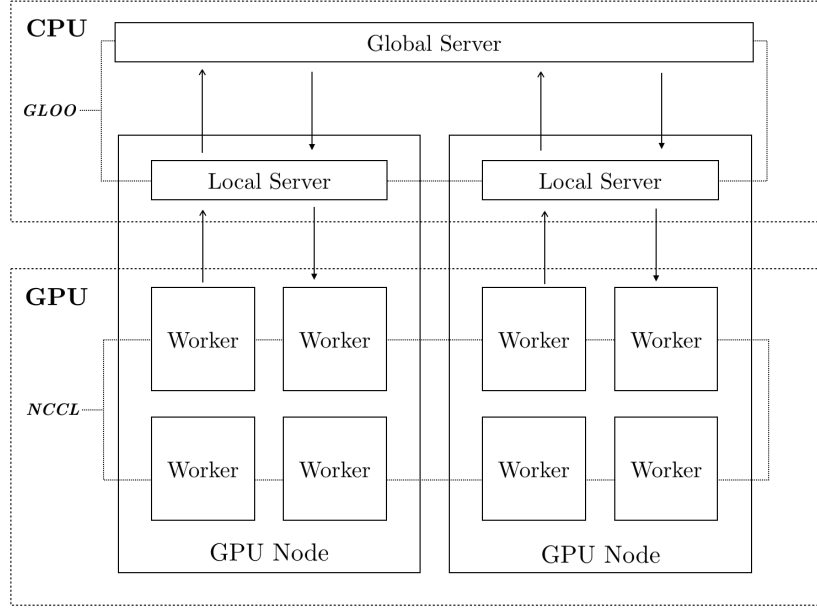 CPU
Global Server
GLOO
Local Server
Local Server
GPU
Worker
Worker
Worker
Worker
NCCL
Worker
Worker
Worker
Worker
GPU Node
GPU Node